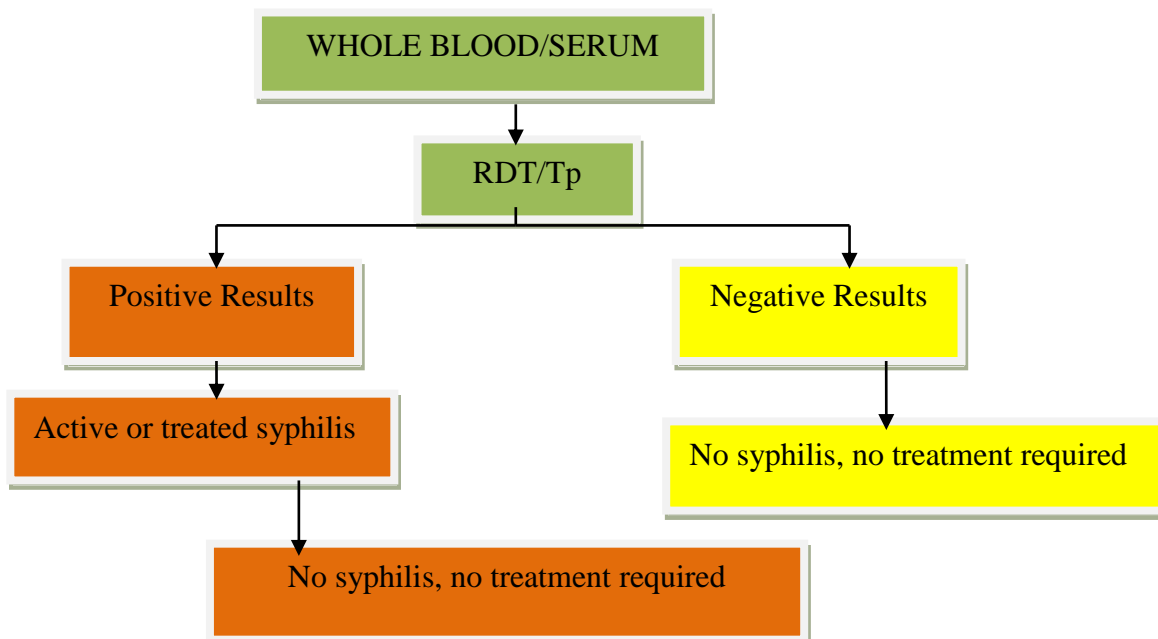 WHOLE BLOOD/SERUM
RDT/Tp
Positive Results
Negative Results
Active or treated syphilis
No syphilis, no treatment required
No syphilis, no treatment required